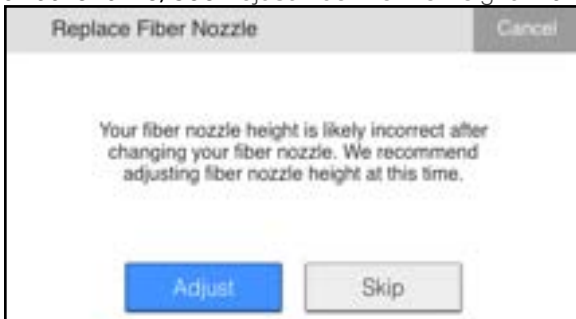 Replace Fiber Nozzle
Cancel
Your fiber nozzle height is likely incorrect after
changing your fiber nozzle. We recommend
adjusting fiber nozzle height at this time.
Adjust
Skip